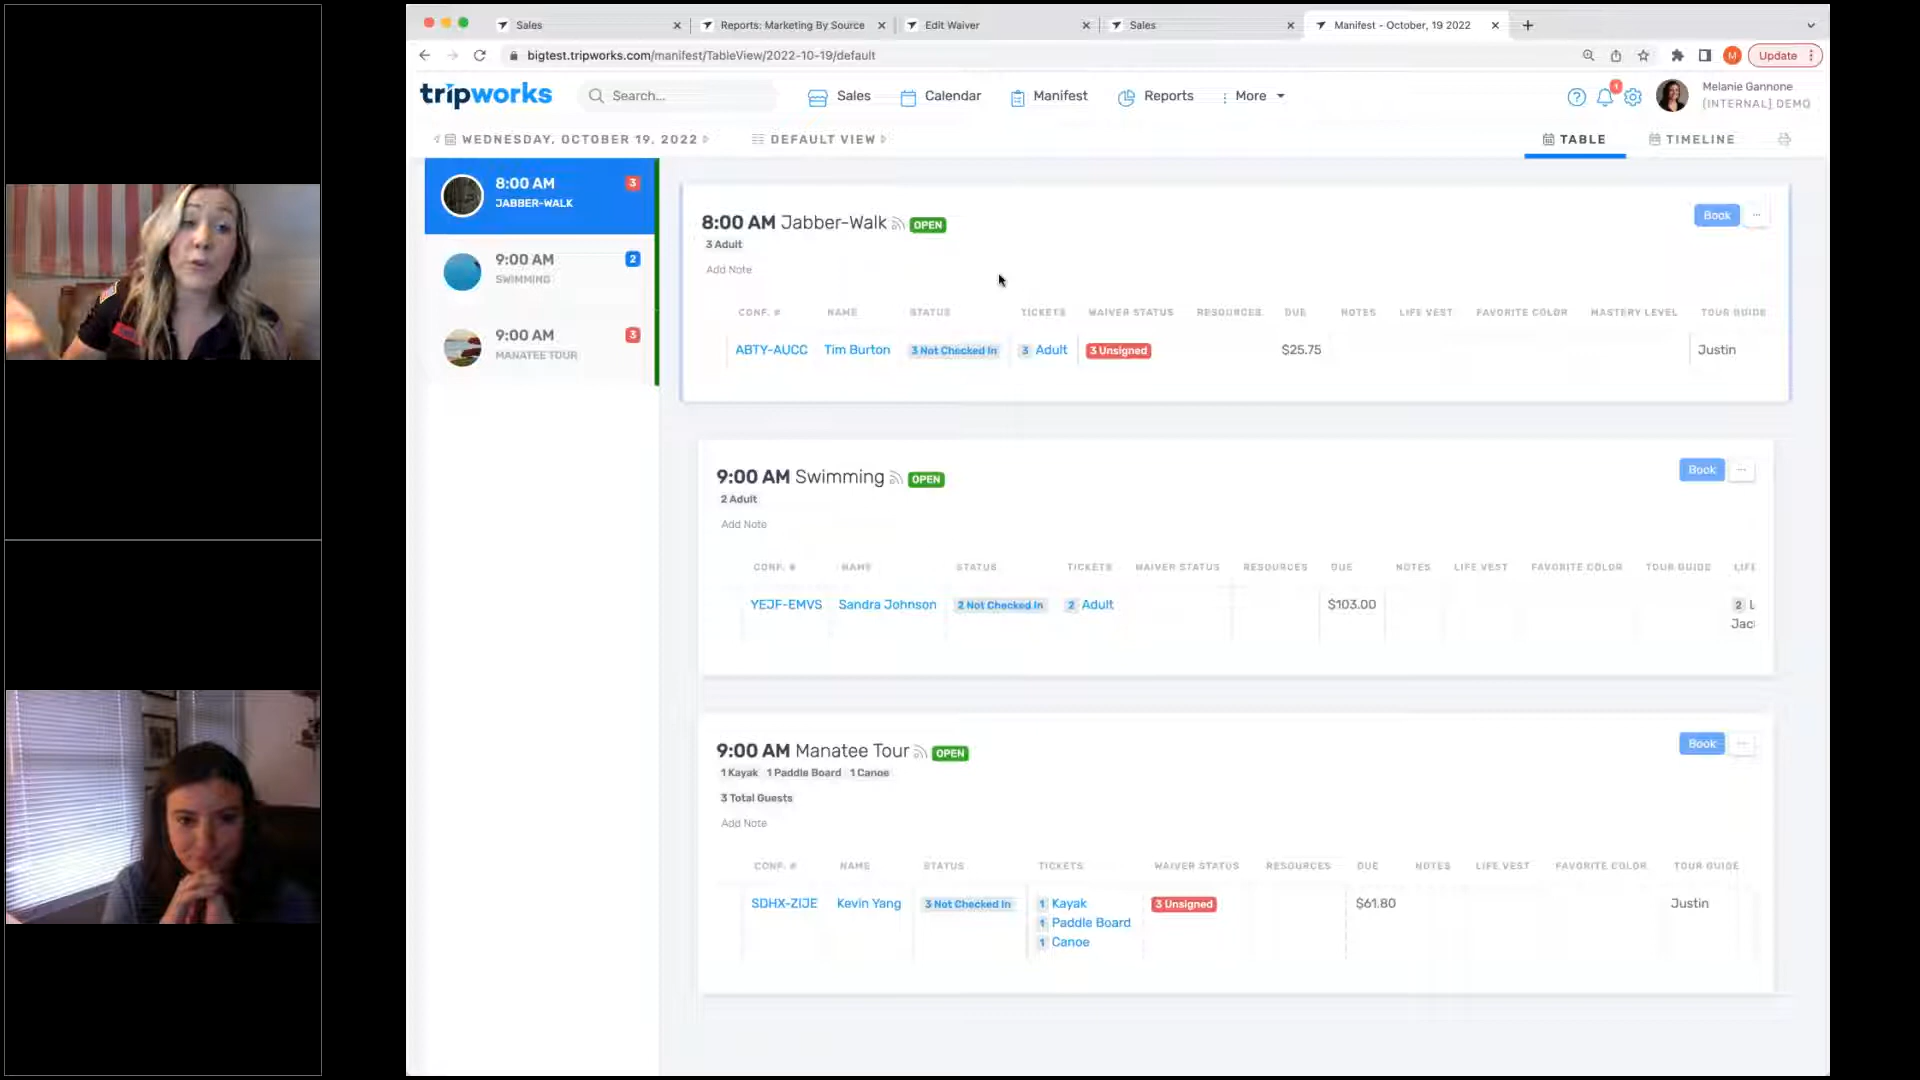 Sales
Reports: Marketing By Source
Edit Waiver
Sales
Manifest - October, 19 2022
bigtest.tripworks.com/manifest/TableView/2022-10-19/default
M
Update
tripworks
Search...
Sales
Calendar
Manifest
Reports
More
1
Melanie Gannone
[INTERNAL] DEMO
WEDNESDAY, OCTOBER 19, 2022
DEFAULT VIEW
TABLE
TIMELINE
8:00 AM
3
JABBER-WALK
9:00 AM
2
SWIMMING
9:00 AM
3
MANATEE TOUR
8:00 AM Jabber-Walk OPEN
Book
3 Adult
Add Note
CONF. # NAME STATUS TICKETS WAIVER STATUS RESOURCES DUE NOTES LIFE VEST FAVORITE COLOR MASTERY LEVEL TOUR GUIDE
ABTY-AUCC Tim Burton 3 Not Checked In 3 Adult 3 Unsigned $25.75 Justin
9:00 AM Swimming OPEN
Book
2 Adult
Add Note
CONF. # NAME STATUS TICKETS WAIVER STATUS RESOURCES DUE NOTES LIFE VEST FAVORITE COLOR TOUR GUIDE LIFE
YEJF-EMVS Sandra Johnson 2 Not Checked In 2 Adult $103.00 2 L
Jac
9:00 AM Manatee Tour OPEN
Book
1 Kayak 1 Paddle Board 1 Canoe
3 Total Guests
Add Note
CONF. # NAME STATUS TICKETS WAIVER STATUS RESOURCES DUE NOTES LIFE VEST FAVORITE COLOR TOUR GUIDE
SDHX-ZIJE Kevin Yang 3 Not Checked In 1 Kayak 3 Unsigned $61.80 Justin
1 Paddle Board
1 Canoe